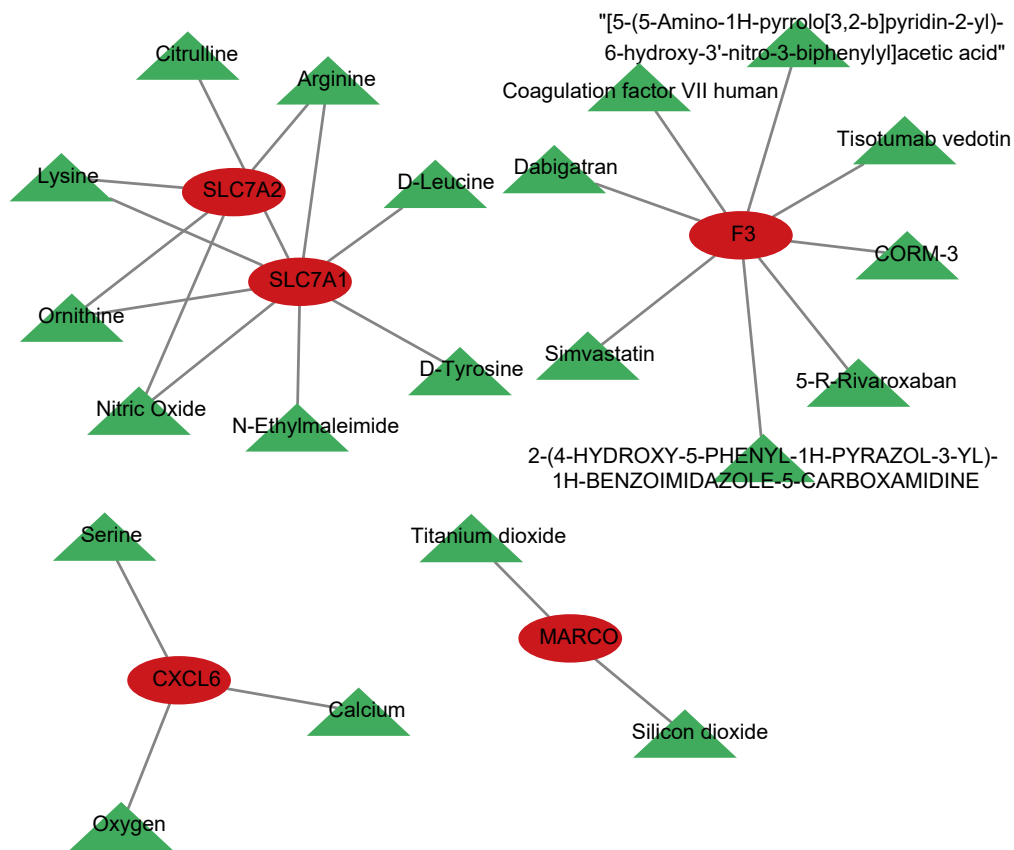 "[5-(5-Amino-1H-pyrrolo[3,2-b]pyridin-2-yl)-
6-hydroxy-3'-nitro-3-biphenylyl]acetic acid"
Citrulline
Arginine
Coagulation factor VII human
Tisotumab vedotin
Lysine
D-Leucine
Dabigatran
SLC7A2
F3
CORM-3
SLC7A1
Ornithine
Simvastatin
D-Tyrosine
5-R-Rivaroxaban
Nitric Oxide
N-Ethylmaleimide
2-(4-HYDROXY-5-PHENYL-1H-PYRAZOL-3-YL)-
1H-BENZOIMIDAZOLE-5-CARBOXAMIDINE
Serine
Titanium dioxide
MARCO
CXCL6
Calcium
Silicon dioxide
Oxygen